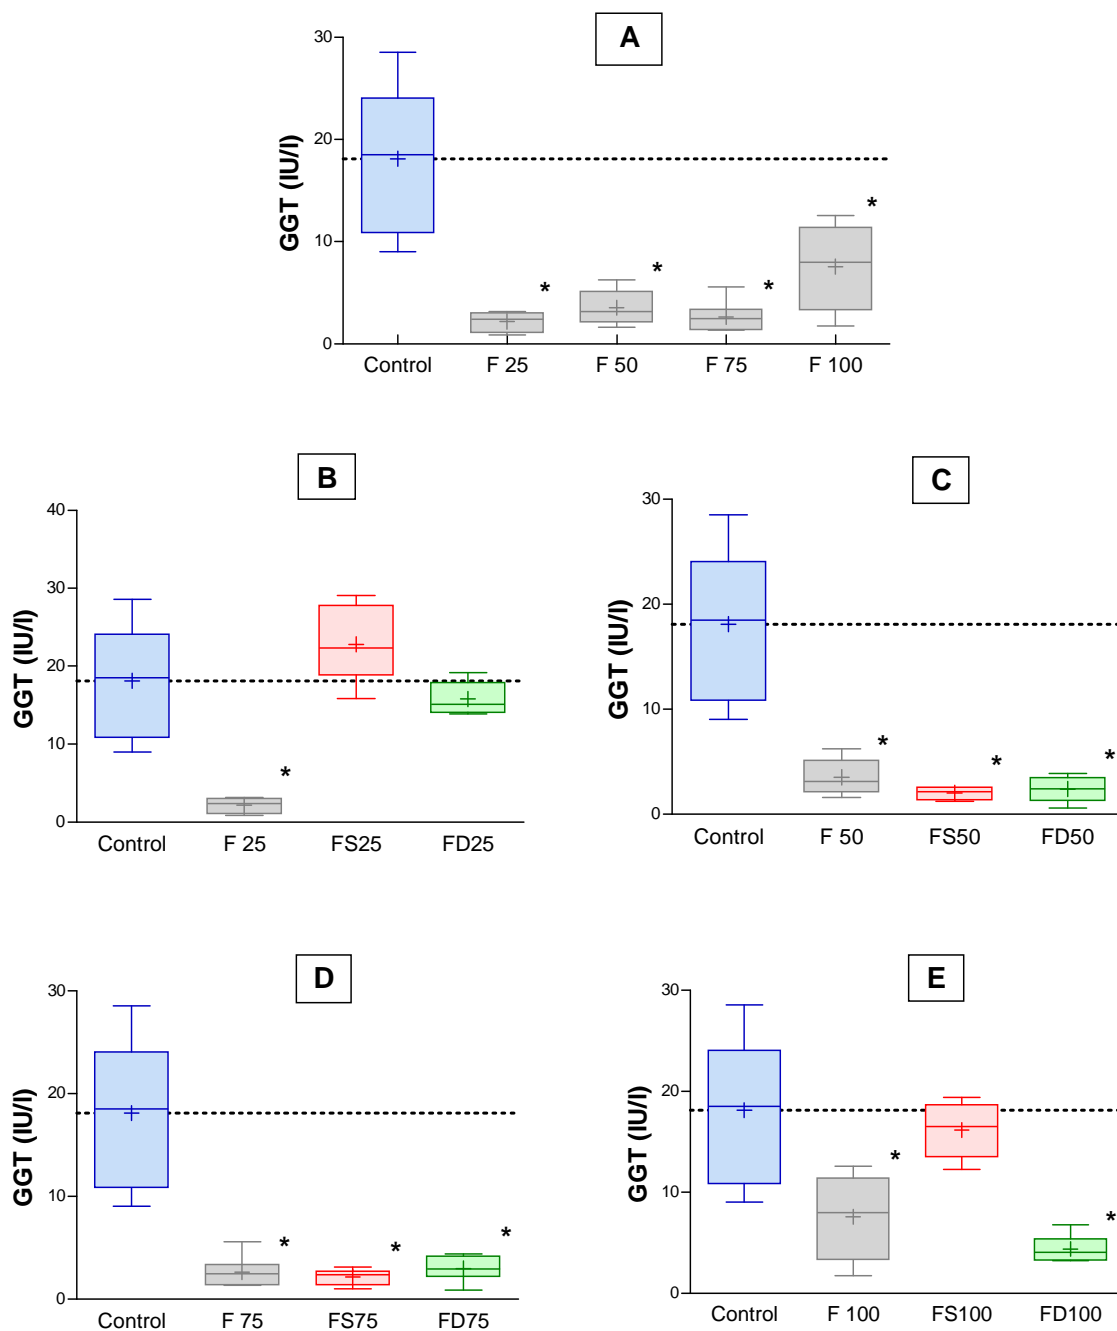 A
GGT (IU/l)
30
20
10
0
*
*
*
*
Control F 25 F 50 F 75 F 100
B
GGT (IU/l)
40
30
20
10
0
*
Control F 25 FS25 FD25
C
GGT (IU/l)
30
20
10
0
*
*
*
Control F 50 FS50 FD50
D
GGT (IU/l)
30
20
10
0
*
*
*
Control F 75 FS75 FD75
E
GGT (IU/l)
30
20
10
0
*
*
Control F 100 FS100 FD100